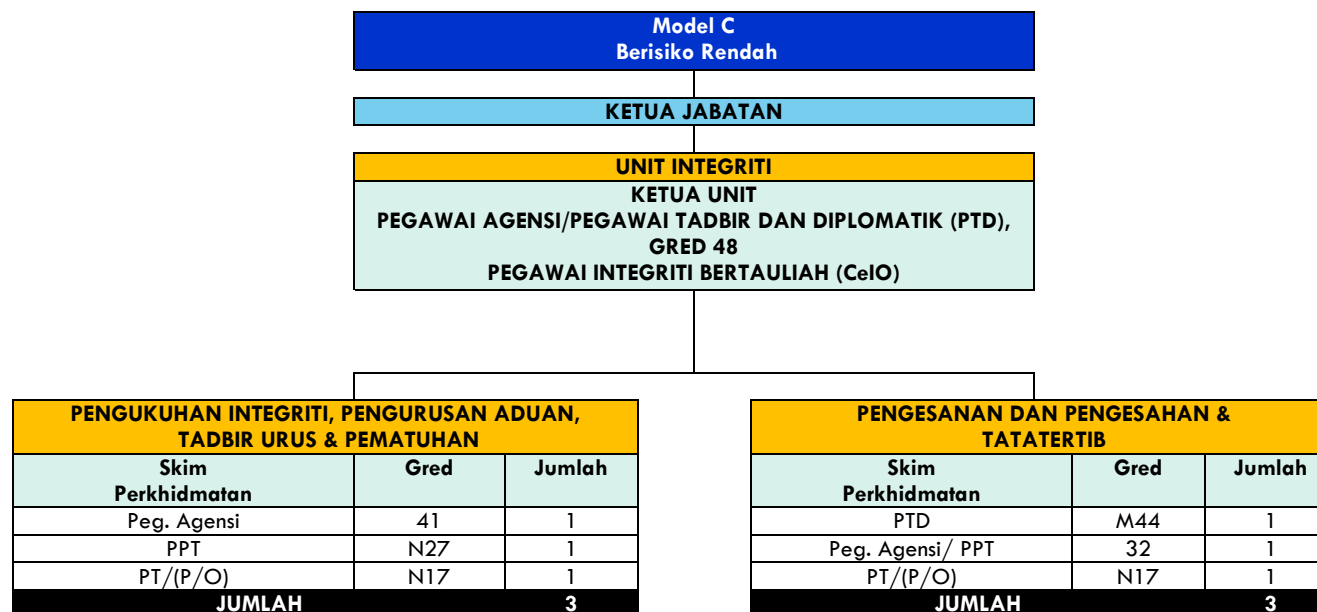 Model C
Berisiko Rendah
KETUA JABATAN
UNIT INTEGRITI
KETUA UNIT
PEGAWAI AGENSI/PEGAWAI TADBIR DAN DIPLOMATIK (PTD),
GRED 48
PEGAWAI INTEGRITI BERTAULIAH (CeIO)
PENGUKUHAN INTEGRITI, PENGURUSAN ADUAN,
TADBIR URUS & PEMATUHAN
Skim Gred Jumlah
Perkhidmatan
Peg. Agensi 41 1
PPT N27 1
PT/(P/O) N17 1
JUMLAH 3
PENGESANAN DAN PENGESAHAN &
TATATERTIB
Skim Gred Jumlah
Perkhidmatan
PTD M44 1
Peg. Agensi/ PPT 32 1
PT/(P/O) N17 1
JUMLAH 3